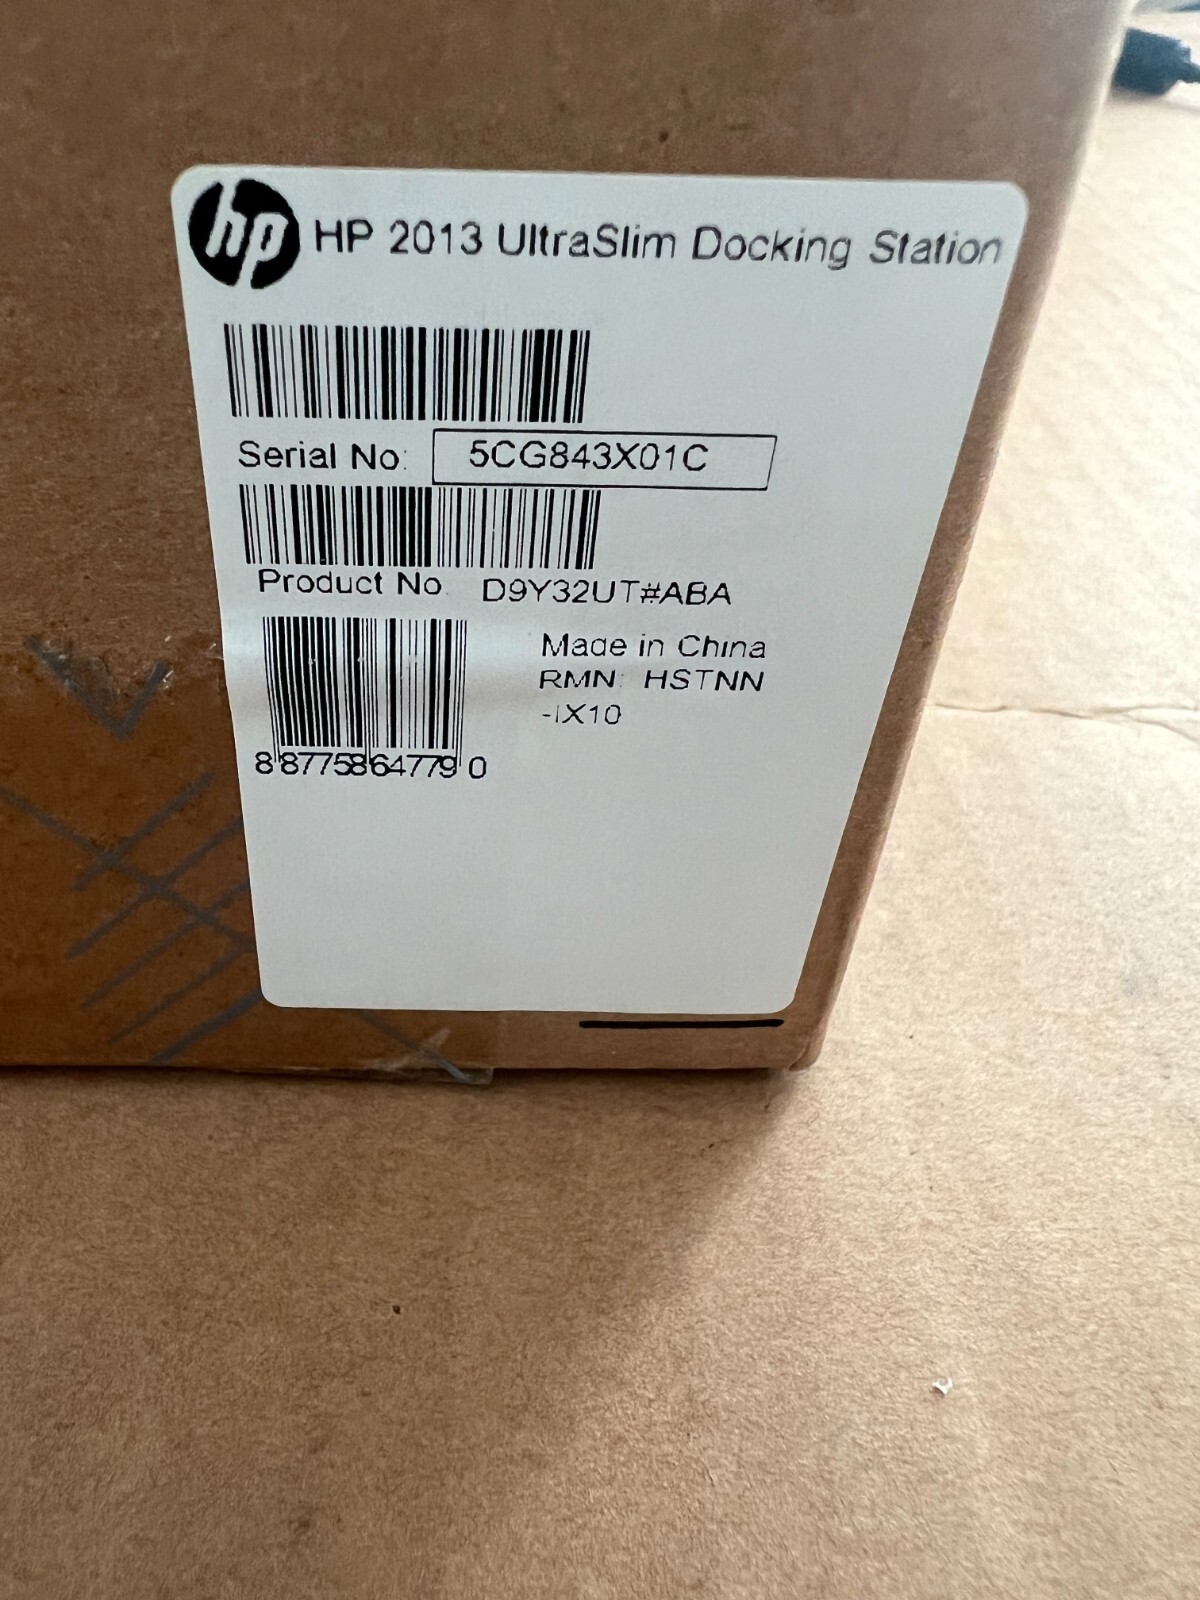 hp HP 2013 UltraSlim Docking Station
Serial No: 5CG843X01C
Product No D9Y32UT#ABA
Made in China
RMN: HSTNN
-IX10
8 87758 64779 0